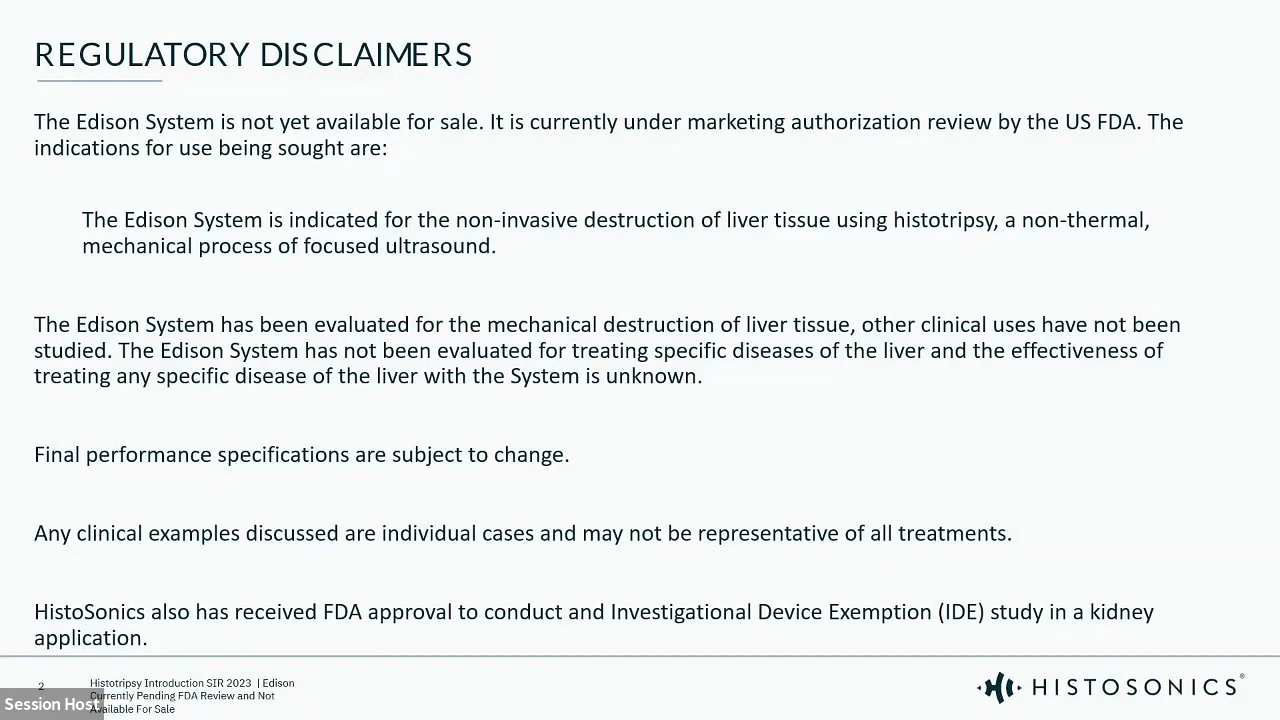 REGULATORY DISCLAIMERS
The Edison System is not yet available for sale. It is currently under marketing authorization review by the US FDA. The
indications for use being sought are:
The Edison System is indicated for the non-invasive destruction of liver tissue using histotripsy, a non-thermal,
mechanical process of focused ultrasound.
The Edison System has been evaluated for the mechanical destruction of liver tissue, other clinical uses have not been
studied. The Edison System has not been evaluated for treating specific diseases of the liver and the effectiveness of
treating any specific disease of the liver with the System is unknown.
Final performance specifications are subject to change.
Any clinical examples discussed are individual cases and may not be representative of all treatments.
HistoSonics also has received FDA approval to conduct and Investigational Device Exemption (IDE) study in a kidney
application.
2
Histotripsy Introduction SIR 2023 | Edison
Currently Pending FDA Review and Not
Available For Sale
Session Host
HISTOSONICS®